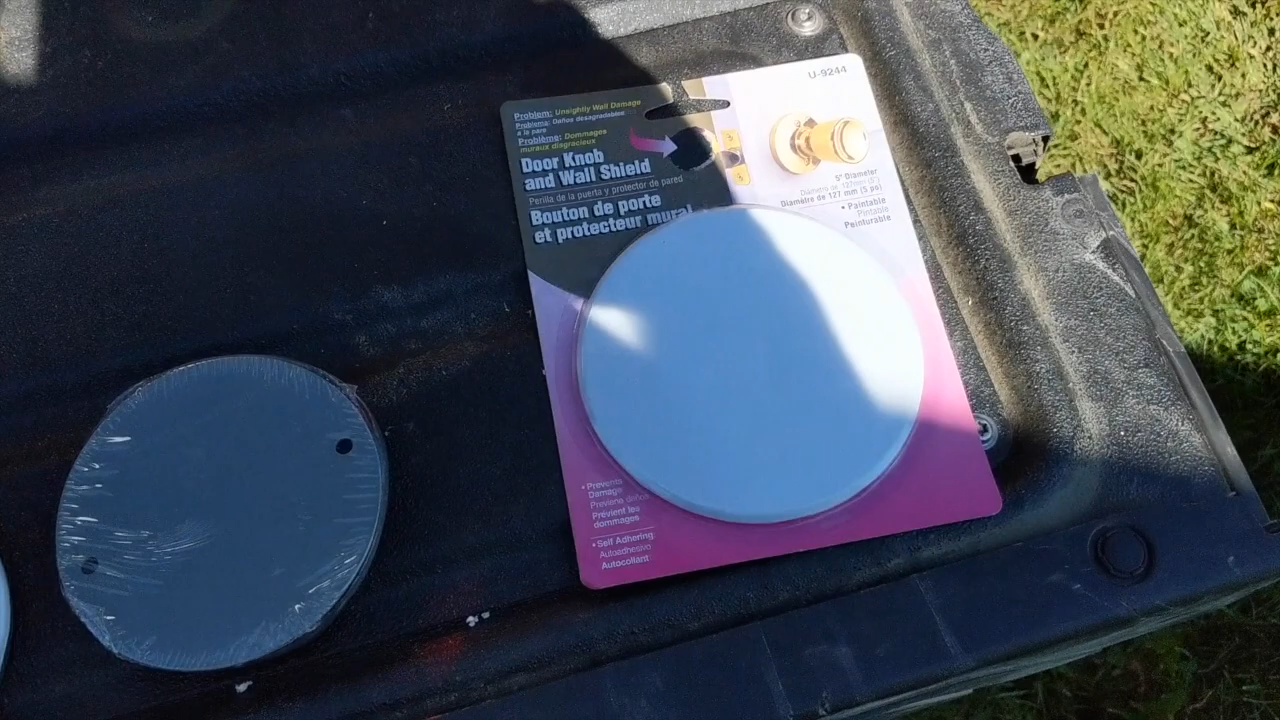 U-9244
Problem: Unsightly Wall Damage
Problema: Daños desagradables
a la pare
Problème: Dommages
muraux disgracieux
Door Knob
and Wall Shield
Perilla de la puerta y protector de pared
Bouton de porte
et protecteur mural
5" Diameter
Diámetro de 127mm (5")
Diamètre de 127 mm (5 po)
• Paintable
Pintable
Peinturable
• Prevents
Damage
Previene daños
Prévient les
dommages
• Self Adhering
Autoadhesivo
Autocollant